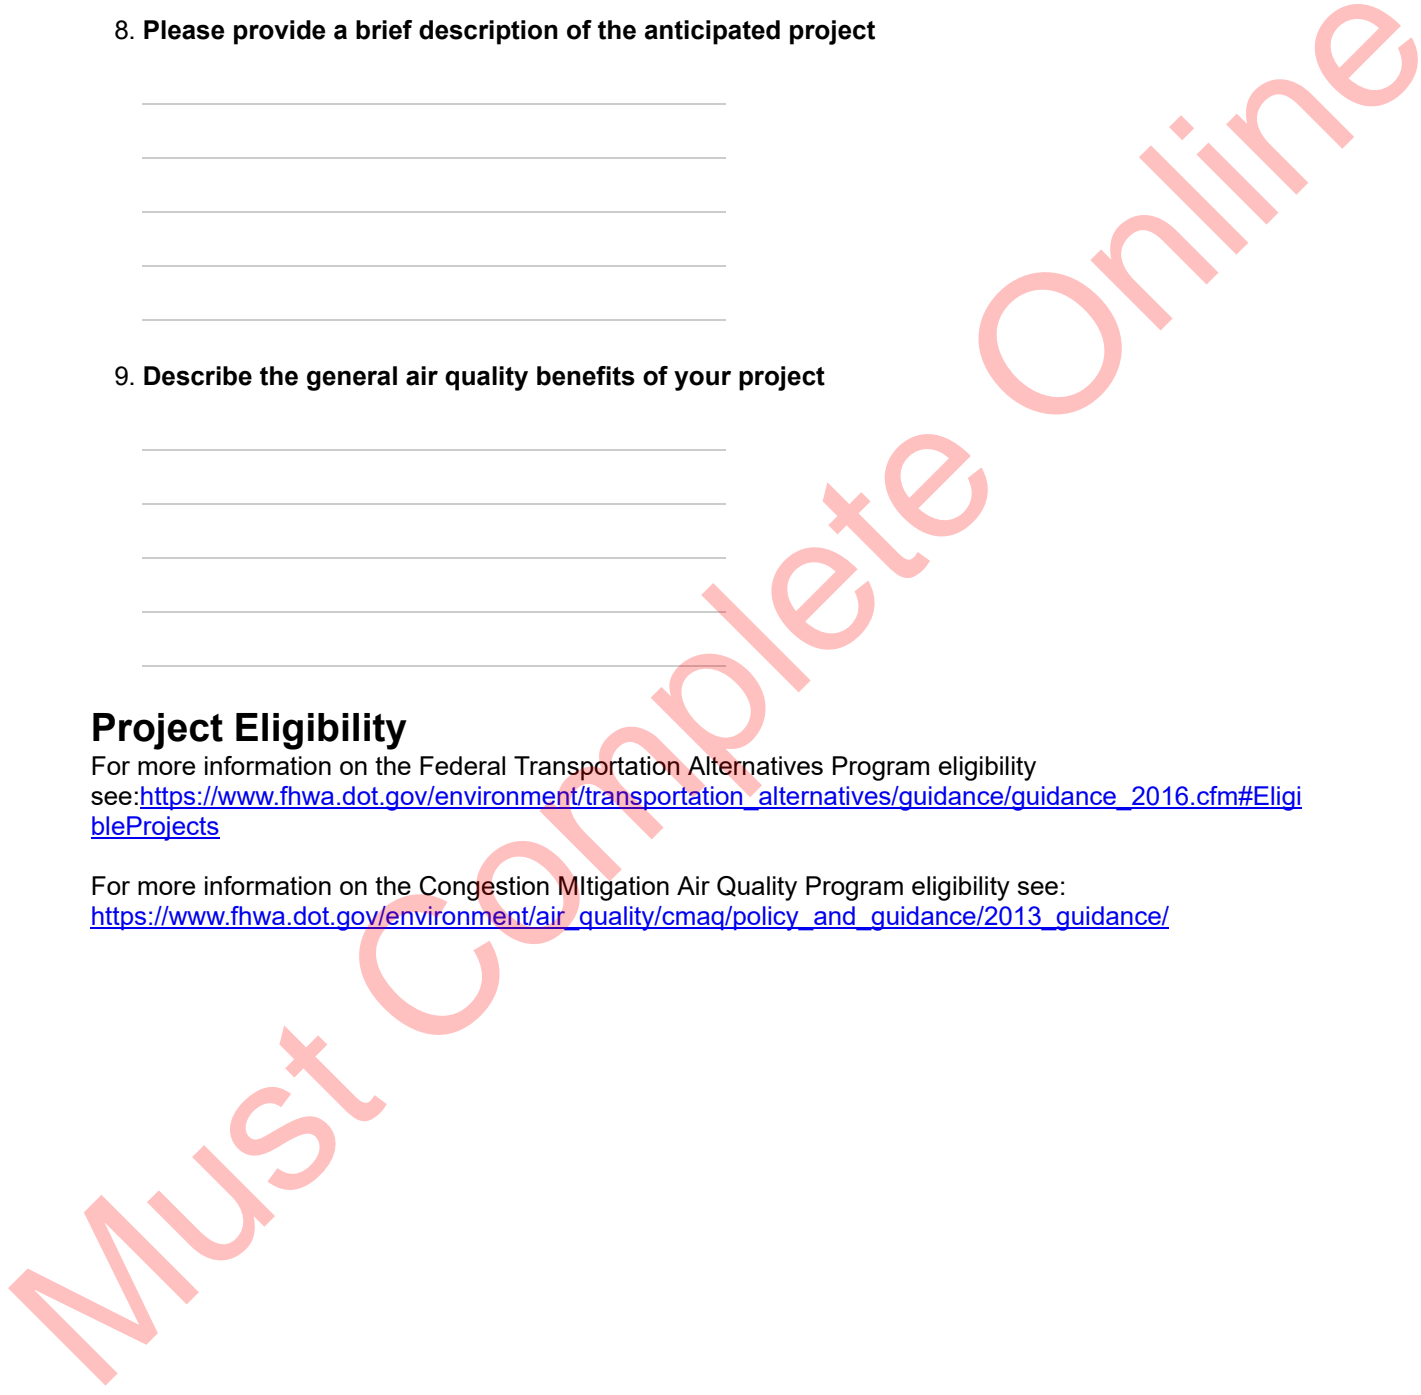 8. Please provide a brief description of the anticipated project
9. Describe the general air quality benefits of your project
Project Eligibility
For more information on the Federal Transportation Alternatives Program eligibility
see:https://www.fhwa.dot.gov/environment/transportation_alternatives/guidance/guidance_2016.cfm#Eligi
bleProjects
For more information on the Congestion MItigation Air Quality Program eligibility see:
https://www.fhwa.dot.gov/environment/air_quality/cmaq/policy_and_guidance/2013_guidance/
Must Complete Online